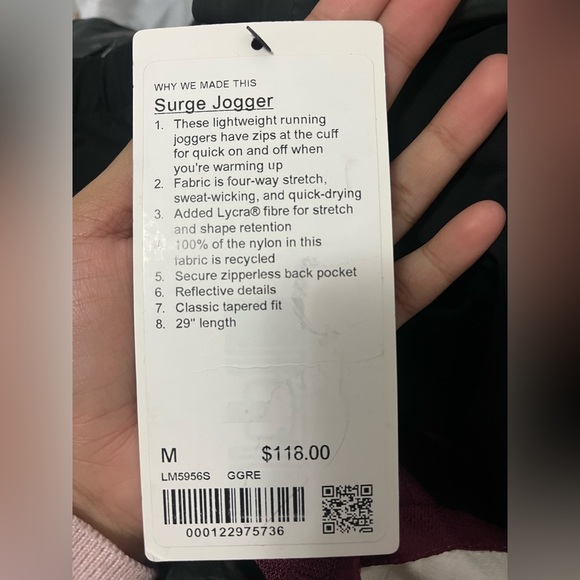 WHY WE MADE THIS
Surge Jogger
1. These lightweight running
joggers have zips at the cuff
for quick on and off when
you're warming up
2. Fabric is four-way stretch,
sweat-wicking, and quick-drying
3. Added Lycra® fibre for stretch
and shape retention
4. 100% of the nylon in this
fabric is recycled
5. Secure zipperless back pocket
6. Reflective details
7. Classic tapered fit
8. 29" length
M $118.00
LM5956S GGRE
000122975736